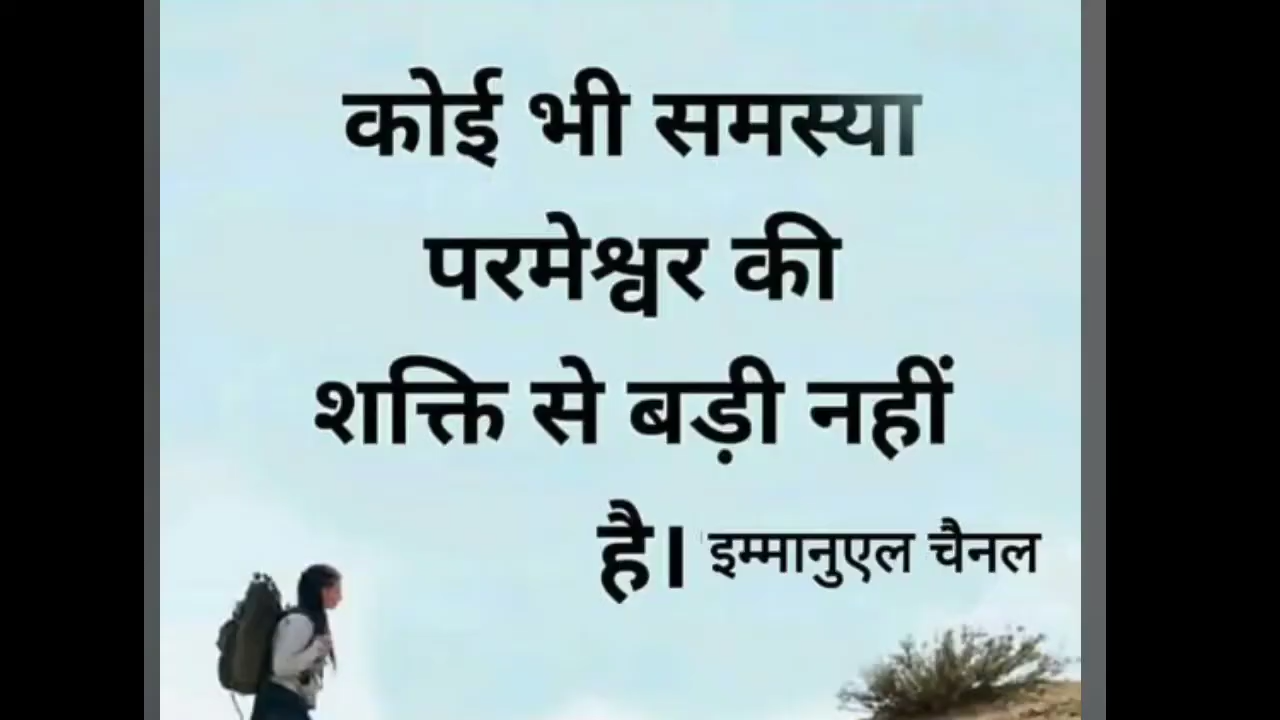 कोई भी समस्या
परमेश्वर की
शक्ति से बड़ी नहीं
है। इम्मानुएल चैनल